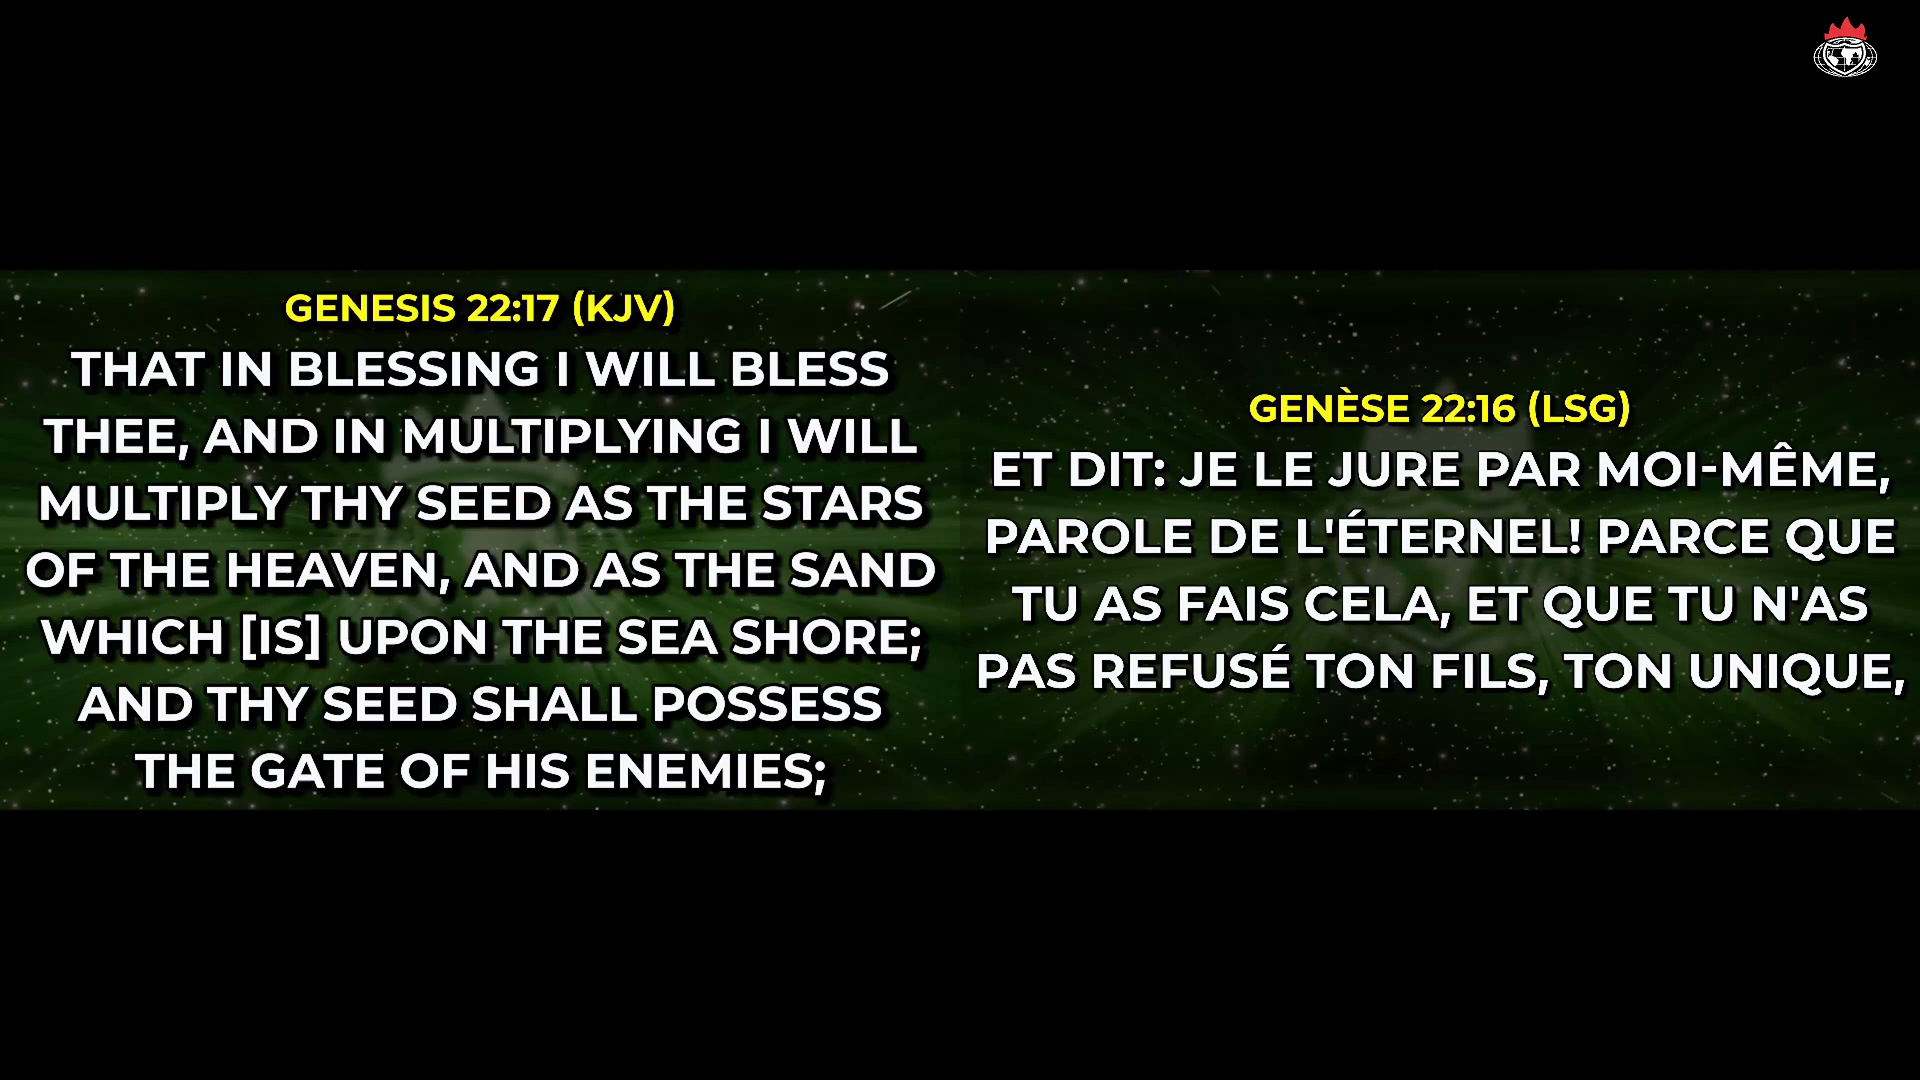 GENESIS 22:17 (KJV)
THAT IN BLESSING I WILL BLESS
THEE, AND IN MULTIPLYING I WILL
MULTIPLY THY SEED AS THE STARS
OF THE HEAVEN, AND AS THE SAND
WHICH [IS] UPON THE SEA SHORE;
AND THY SEED SHALL POSSESS
THE GATE OF HIS ENEMIES;
GENÈSE 22:16 (LSG)
ET DIT: JE LE JURE PAR MOI-MÊME,
PAROLE DE L'ÉTERNEL! PARCE QUE
TU AS FAIS CELA, ET QUE TU N'AS
PAS REFUSÉ TON FILS, TON UNIQUE,